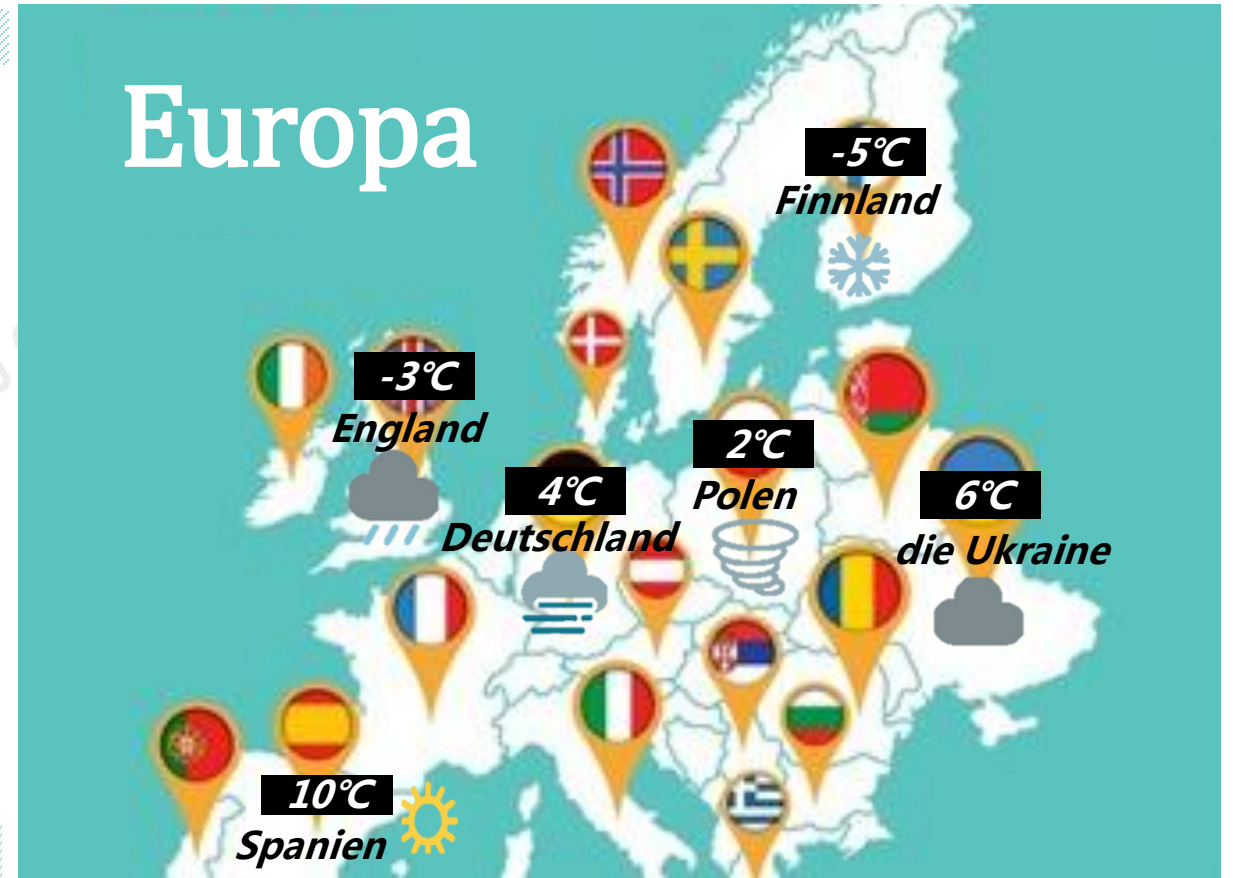 Europa
-5°C
Finnland
-3°C
England
2°C
Polen
4°C
Deutschland
6°C
die Ukraine
10°C
Spanien